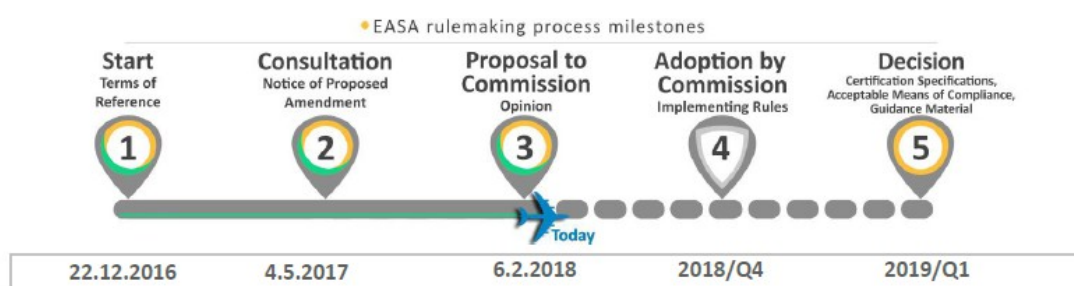 EASA rulemaking process milestones
Start
Terms of
Reference
Consultation
Notice of Proposed
Amendment
Proposal to
Commission
Opinion
Adoption by
Commission
Implementing Rules
Decision
Certification Specifications,
Acceptable Means of Compliance,
Guidance Material
1
2
3
4
5
Today
22.12.2016
4.5.2017
6.2.2018
2018/Q4
2019/Q1